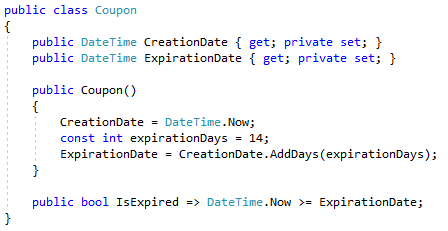 public class Coupon
{
    public DateTime CreationDate { get; private set; }
    public DateTime ExpirationDate { get; private set; }

    public Coupon()
    {
        CreationDate = DateTime.Now;
        const int expirationDays = 14;
        ExpirationDate = CreationDate.AddDays(expirationDays);
    }

    public bool IsExpired => DateTime.Now >= ExpirationDate;
}